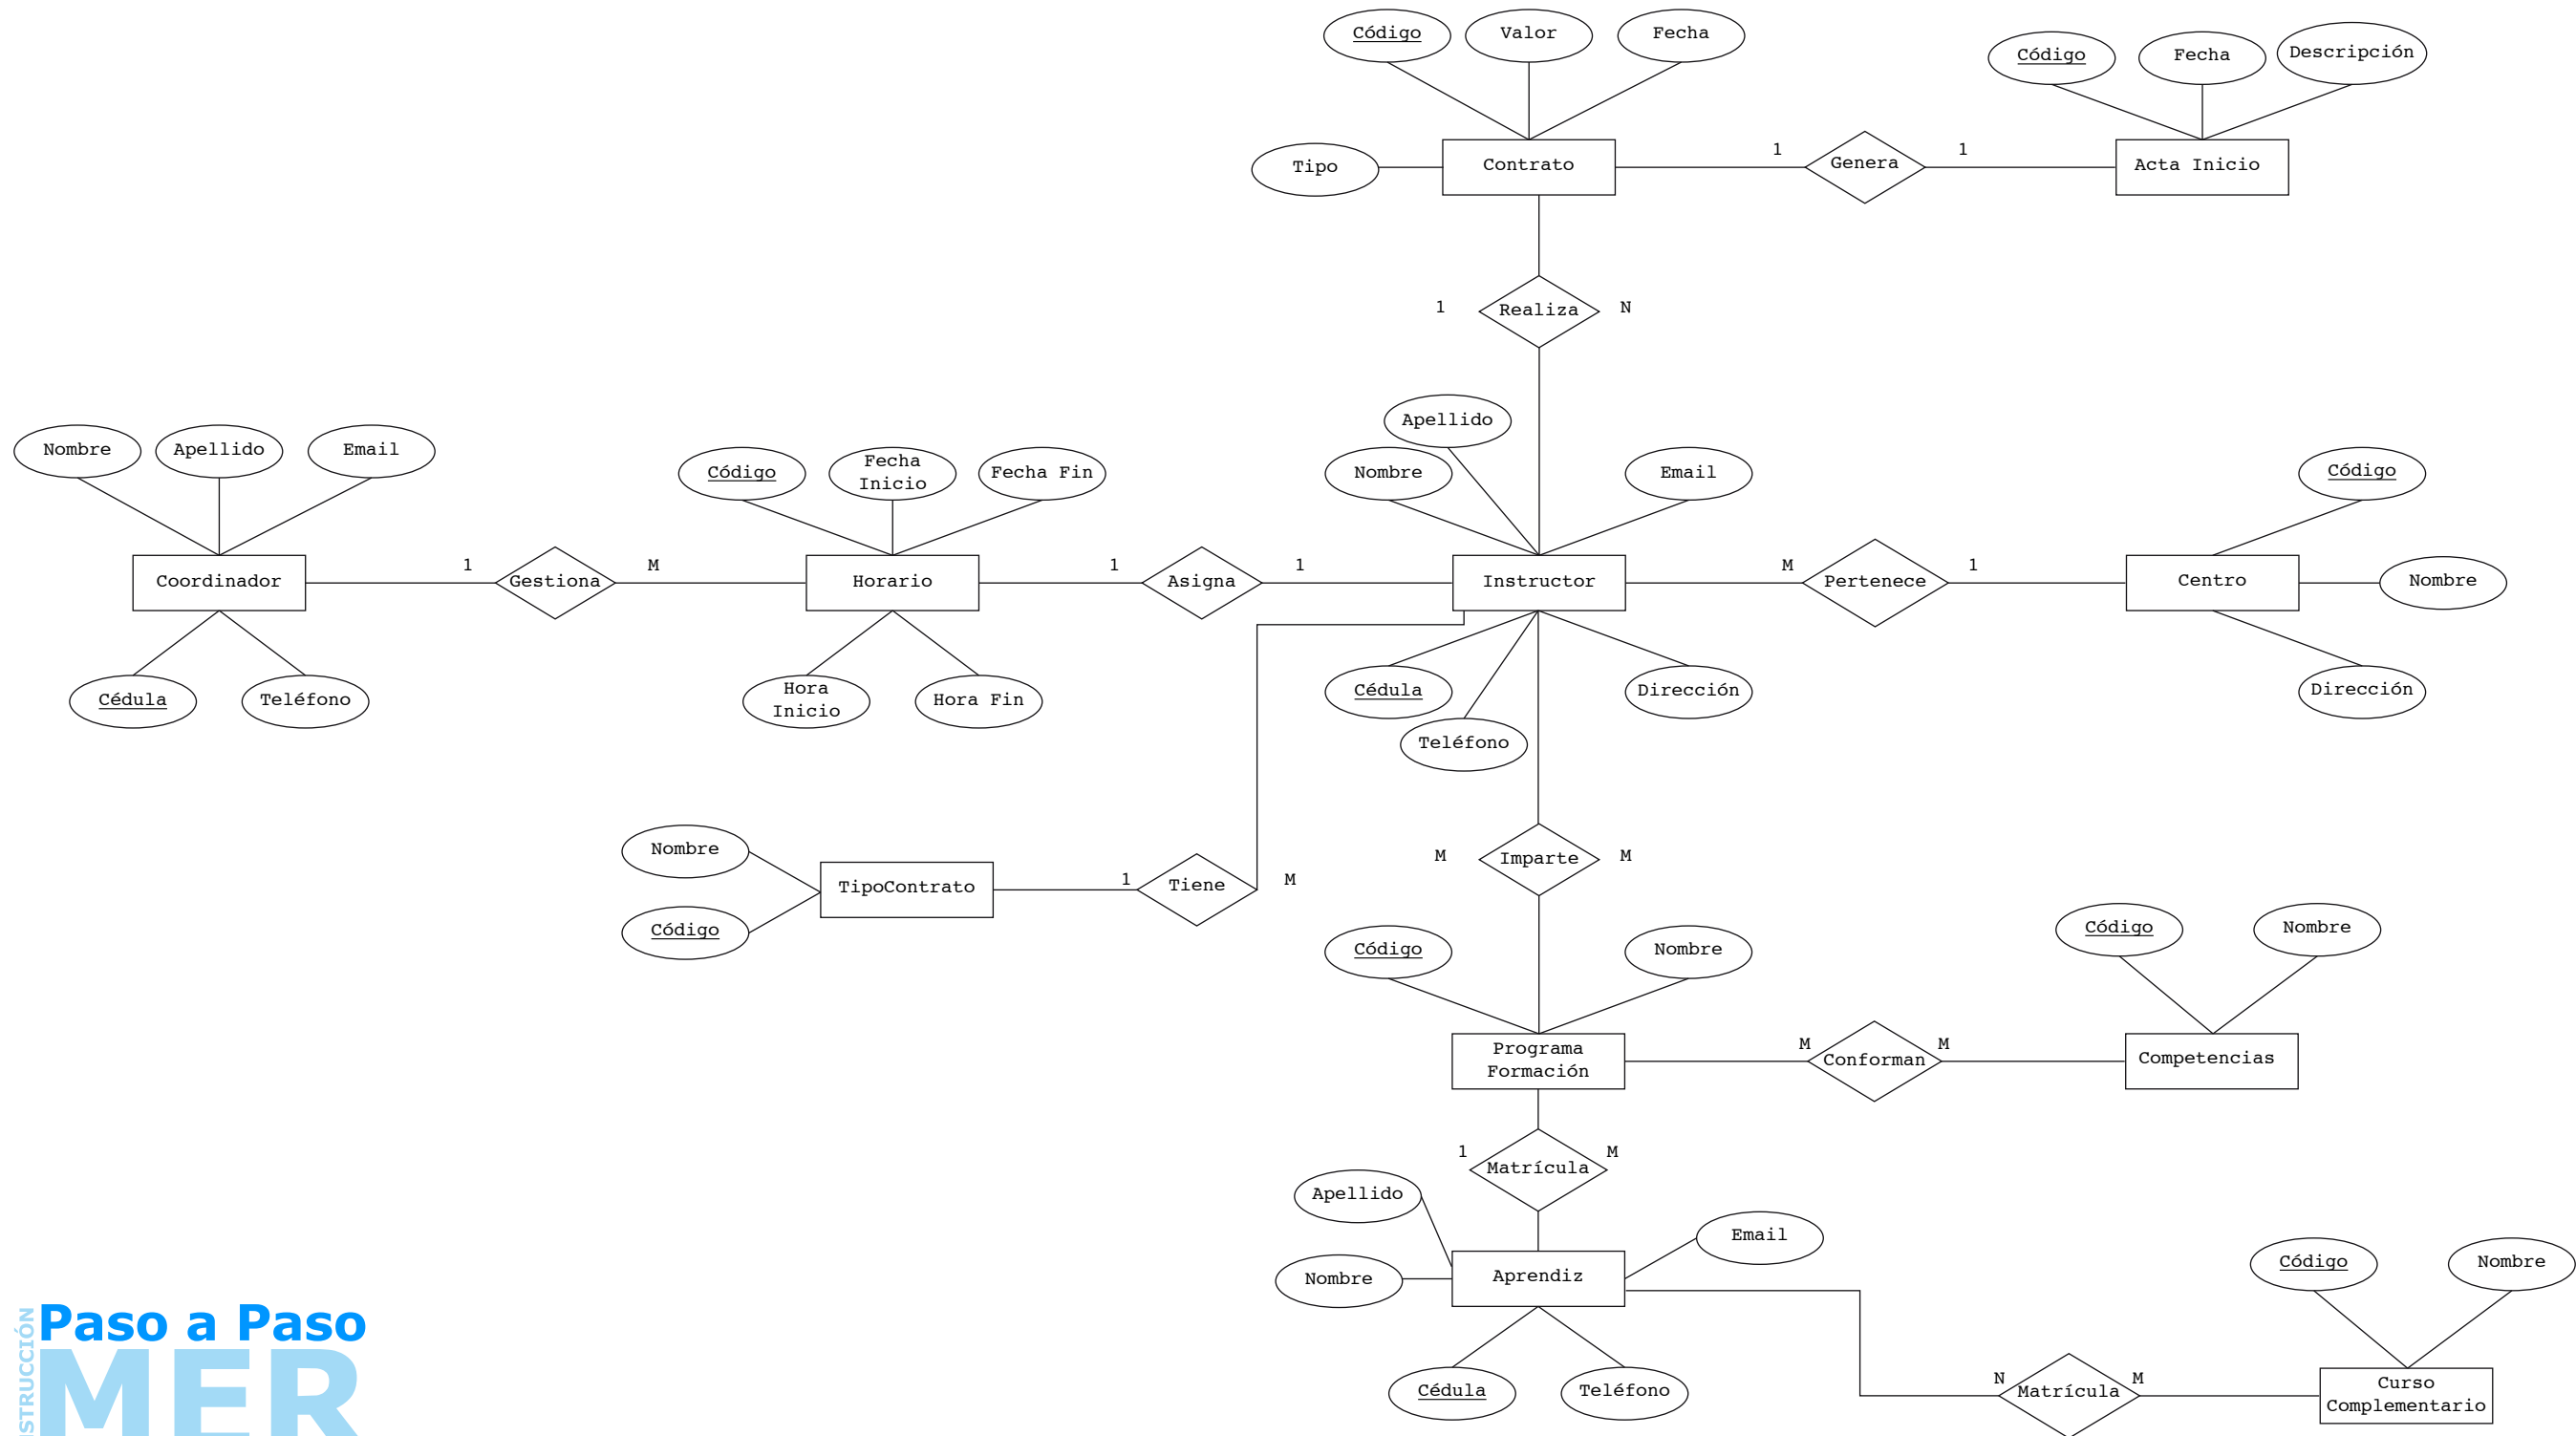 Código
Valor
Fecha
Código
Fecha
Descripción
Tipo
Contrato
1
Genera
1
Acta Inicio
1
Realiza
N
Nombre
Apellido
Email
Código
Fecha
Inicio
Fecha Fin
Apellido
Nombre
Email
Código
Coordinador
1
Gestiona
M
Horario
1
Asigna
1
Instructor
M
Pertenece
1
Centro
Nombre
Cédula
Teléfono
Hora
Inicio
Hora Fin
Cédula
Teléfono
Dirección
Dirección
Nombre
Código
TipoContrato
1
Tiene
M
M
Imparte
M
Código
Nombre
Código
Nombre
Programa
Formación
M
Conforman
M
Competencias
1
Matrícula
M
Apellido
Nombre
Aprendiz
Email
Cédula
Teléfono
Código
Nombre
N
Matrícula
M
Curso
Complementario
Paso a Paso
MER